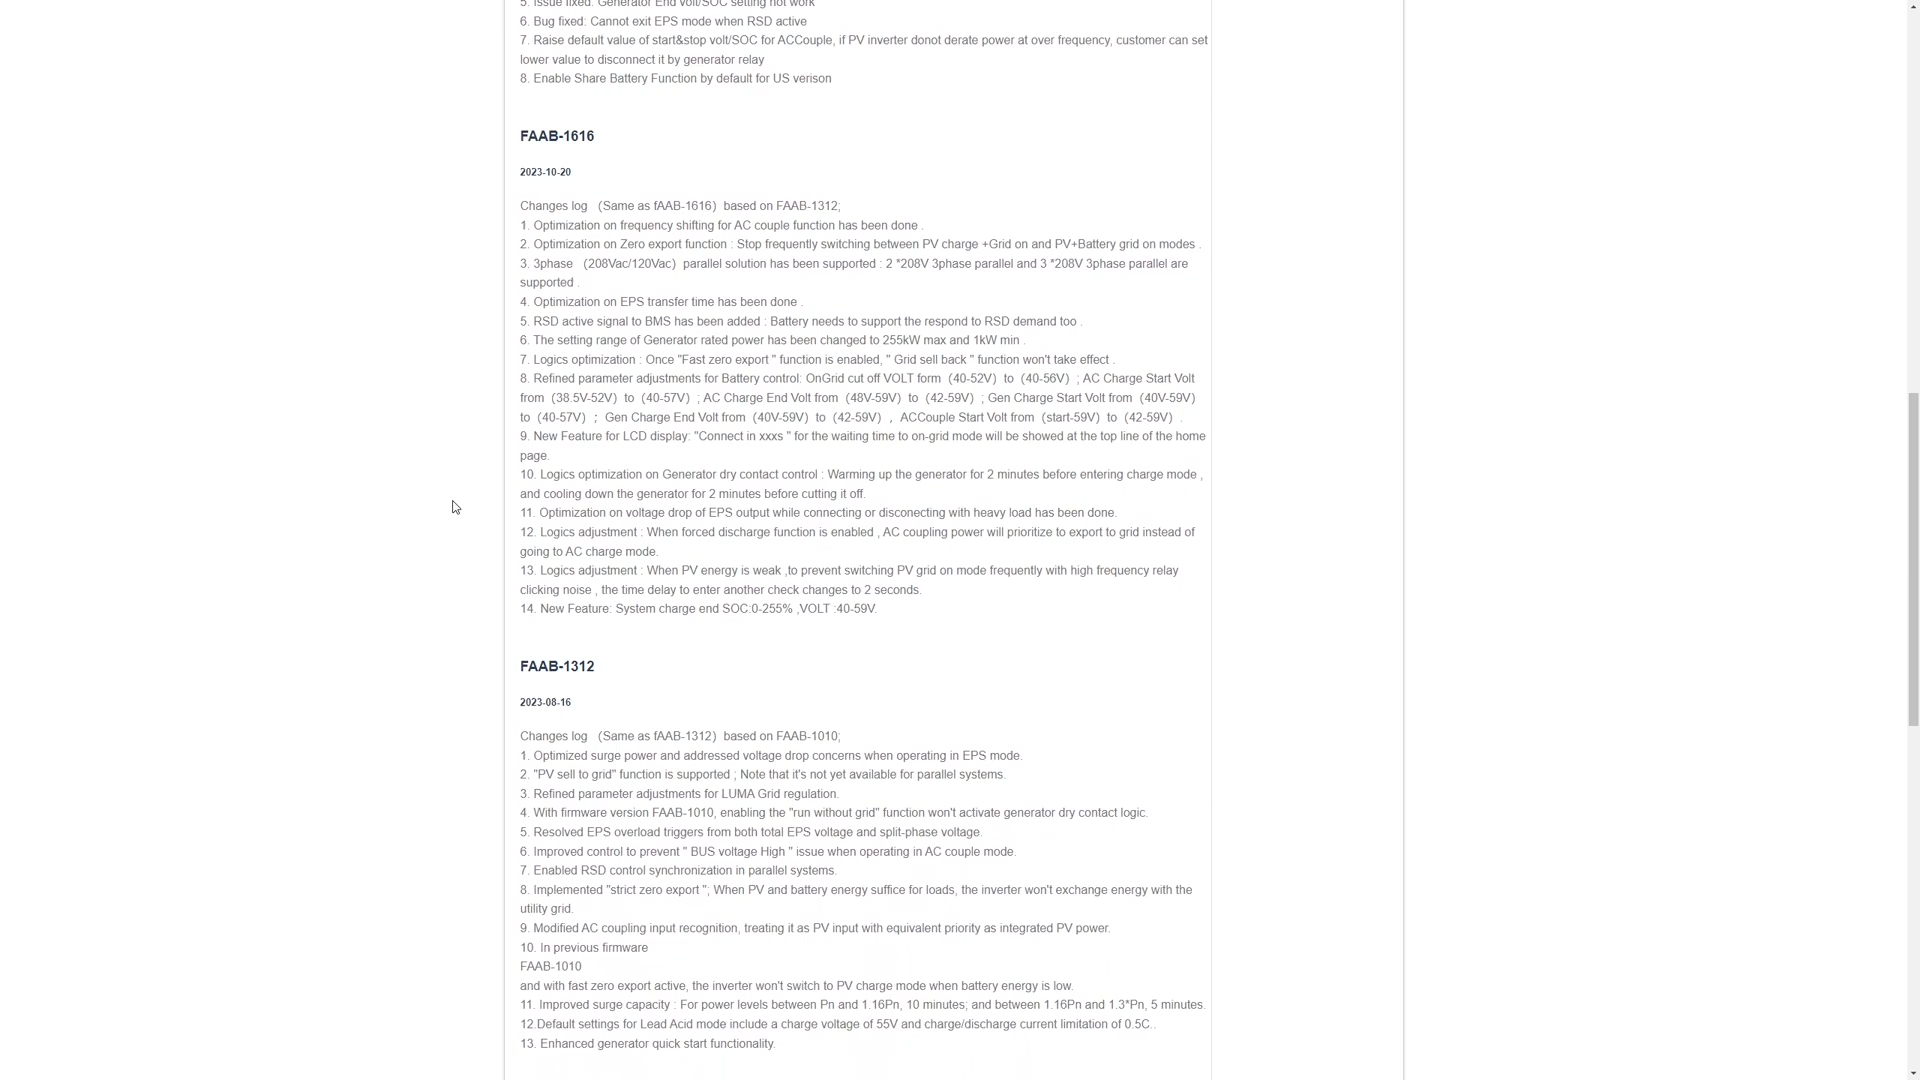 5. Issue fixed: Generator End volt/SOC setting not work
6. Bug fixed: Cannot exit EPS mode when RSD active
7. Raise default value of start&stop volt/SOC for ACCouple, if PV inverter donot derate power at over frequency, customer can set
lower value to disconnect it by generator relay
8. Enable Share Battery Function by default for US verison
FAAB-1616
2023-10-20
Changes log （Same as fAAB-1616）based on FAAB-1312;
1. Optimization on frequency shifting for AC couple function has been done .
2. Optimization on Zero export function : Stop frequently switching between PV charge +Grid on and PV+Battery grid on modes .
3. 3phase （208Vac/120Vac）parallel solution has been supported : 2 *208V 3phase parallel and 3 *208V 3phase parallel are
supported .
4. Optimization on EPS transfer time has been done .
5. RSD active signal to BMS has been added : Battery needs to support the respond to RSD demand too .
6. The setting range of Generator rated power has been changed to 255kW max and 1kW min .
7. Logics optimization : Once "Fast zero export " function is enabled, " Grid sell back " function won't take effect .
8. Refined parameter adjustments for Battery control: OnGrid cut off VOLT form（40-52V）to（40-56V）; AC Charge Start Volt
from（38.5V-52V）to（40-57V）; AC Charge End Volt from（48V-59V）to（42-59V）; Gen Charge Start Volt from（40V-59V）
to（40-57V）；Gen Charge End Volt from（40V-59V）to（42-59V），ACCouple Start Volt from（start-59V）to（42-59V）.
9. New Feature for LCD display: "Connect in xxxs " for the waiting time to on-grid mode will be showed at the top line of the home
page.
10. Logics optimization on Generator dry contact control : Warming up the generator for 2 minutes before entering charge mode ,
and cooling down the generator for 2 minutes before cutting it off.
11. Optimization on voltage drop of EPS output while connecting or disconecting with heavy load has been done.
12. Logics adjustment : When forced discharge function is enabled , AC coupling power will prioritize to export to grid instead of
going to AC charge mode.
13. Logics adjustment : When PV energy is weak ,to prevent switching PV grid on mode frequently with high frequency relay
clicking noise , the time delay to enter another check changes to 2 seconds.
14. New Feature: System charge end SOC:0-255% ,VOLT :40-59V.
FAAB-1312
2023-08-16
Changes log （Same as fAAB-1312）based on FAAB-1010;
1. Optimized surge power and addressed voltage drop concerns when operating in EPS mode.
2. "PV sell to grid" function is supported ; Note that it's not yet available for parallel systems.
3. Refined parameter adjustments for LUMA Grid regulation.
4. With firmware version FAAB-1010, enabling the "run without grid" function won't activate generator dry contact logic.
5. Resolved EPS overload triggers from both total EPS voltage and split-phase voltage.
6. Improved control to prevent " BUS voltage High " issue when operating in AC couple mode.
7. Enabled RSD control synchronization in parallel systems.
8. Implemented "strict zero export "; When PV and battery energy suffice for loads, the inverter won't exchange energy with the
utility grid.
9. Modified AC coupling input recognition, treating it as PV input with equivalent priority as integrated PV power.
10. In previous firmware
FAAB-1010
and with fast zero export active, the inverter won't switch to PV charge mode when battery energy is low.
11. Improved surge capacity : For power levels between Pn and 1.16Pn, 10 minutes; and between 1.16Pn and 1.3*Pn, 5 minutes.
12.Default settings for Lead Acid mode include a charge voltage of 55V and charge/discharge current limitation of 0.5C..
13. Enhanced generator quick start functionality.